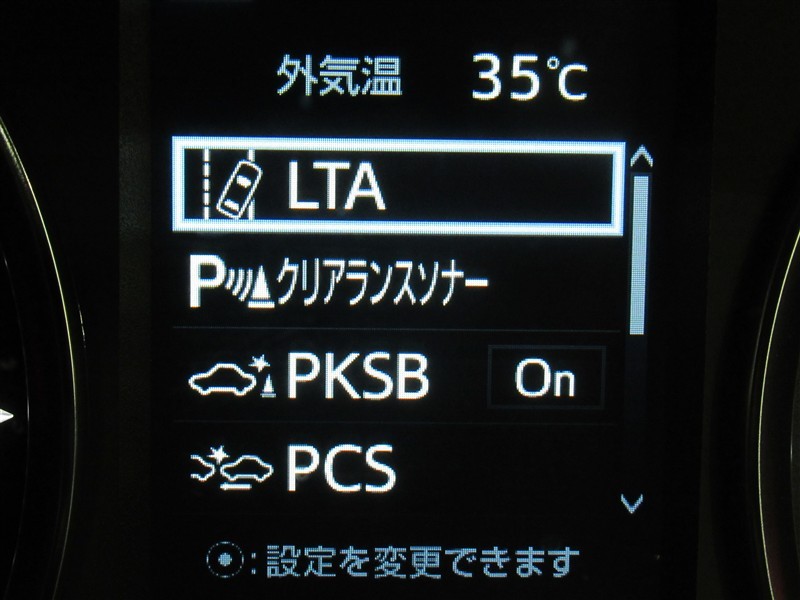 外気温 35℃
LTA
Pクリアランスソナー
PKSB On
PCS
:設定を変更できます